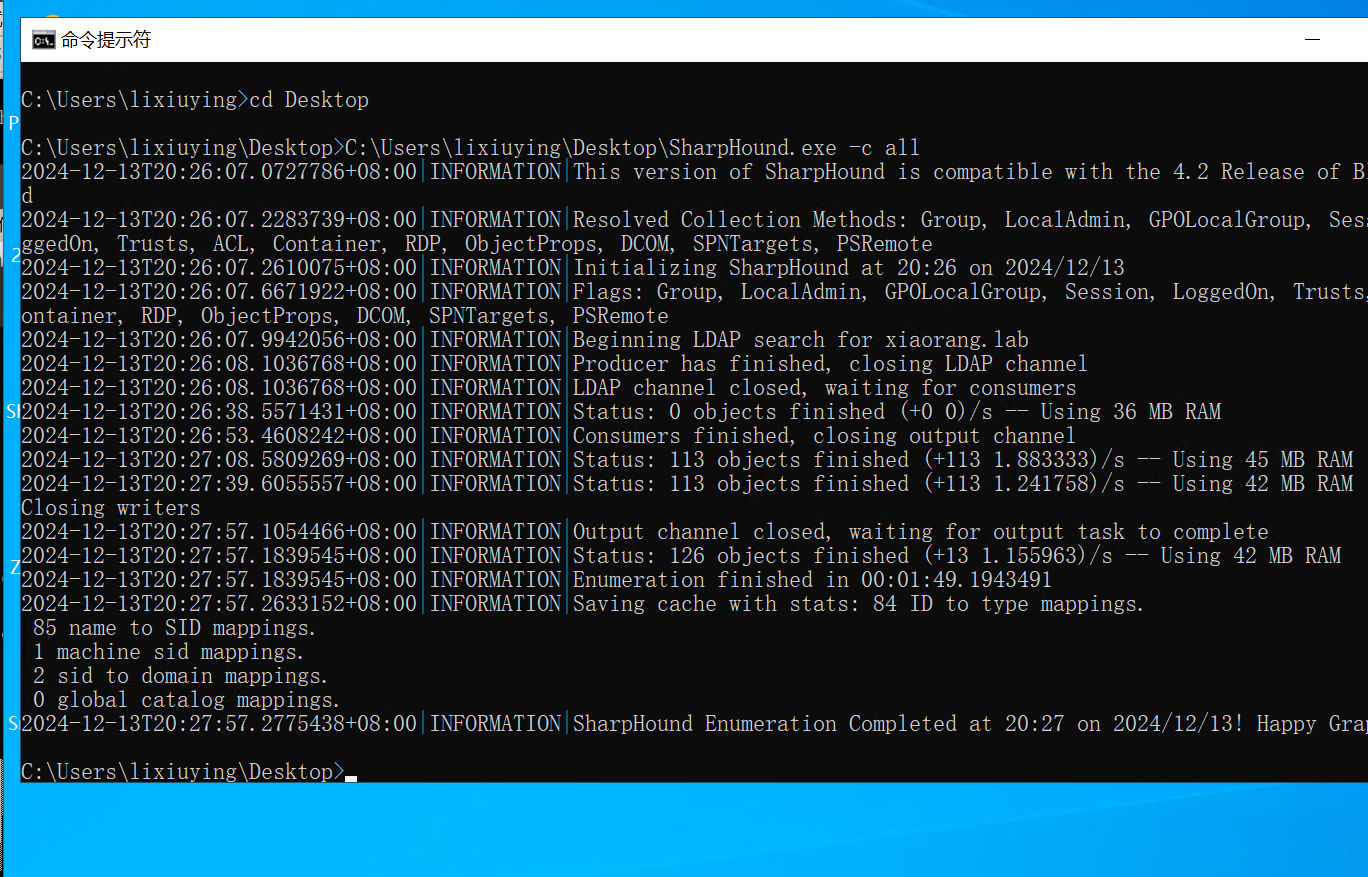 命令提示符
C:\Users\lixiuying>cd Desktop
C:\Users\lixiuying\Desktop>C:\Users\lixiuying\Desktop\SharpHound.exe -c all
2024-12-13T20:26:07.0727786+08:00|INFORMATION|This version of SharpHound is compatible with the 4.2 Release of
d
2024-12-13T20:26:07.2283739+08:00|INFORMATION|Resolved Collection Methods: Group, LocalAdmin, GPOLocalGroup, Ses
ggedOn, Trusts, ACL, Container, RDP, ObjectProps, DCOM, SPNTargets, PSRemote
2024-12-13T20:26:07.2610075+08:00|INFORMATION|Initializing SharpHound at 20:26 on 2024/12/13
2024-12-13T20:26:07.6671922+08:00|INFORMATION|Flags: Group, LocalAdmin, GPOLocalGroup, Session, LoggedOn, Trusts,
ontainer, RDP, ObjectProps, DCOM, SPNTargets, PSRemote
2024-12-13T20:26:07.9942056+08:00|INFORMATION|Beginning LDAP search for xiaorang.lab
2024-12-13T20:26:08.1036768+08:00|INFORMATION|Producer has finished, closing LDAP channel
2024-12-13T20:26:08.1036768+08:00|INFORMATION|LDAP channel closed, waiting for consumers
2024-12-13T20:26:38.5571431+08:00|INFORMATION|Status: 0 objects finished (+0 0)/s -- Using 36 MB RAM
2024-12-13T20:26:53.4608242+08:00|INFORMATION|Consumers finished, closing output channel
2024-12-13T20:27:08.5809269+08:00|INFORMATION|Status: 113 objects finished (+113 1.883333)/s -- Using 45 MB RAM
2024-12-13T20:27:39.6055557+08:00|INFORMATION|Status: 113 objects finished (+113 1.241758)/s -- Using 42 MB RAM
Closing writers
2024-12-13T20:27:57.1054466+08:00|INFORMATION|Output channel closed, waiting for output task to complete
2024-12-13T20:27:57.1839545+08:00|INFORMATION|Status: 126 objects finished (+13 1.155963)/s -- Using 42 MB RAM
2024-12-13T20:27:57.1839545+08:00|INFORMATION|Enumeration finished in 00:01:49.1943491
2024-12-13T20:27:57.2633152+08:00|INFORMATION|Saving cache with stats: 84 ID to type mappings.
85 name to SID mappings.
1 machine sid mappings.
2 sid to domain mappings.
0 global catalog mappings.
2024-12-13T20:27:57.2775438+08:00|INFORMATION|SharpHound Enumeration Completed at 20:27 on 2024/12/13! Happy Gra
C:\Users\lixiuying\Desktop>